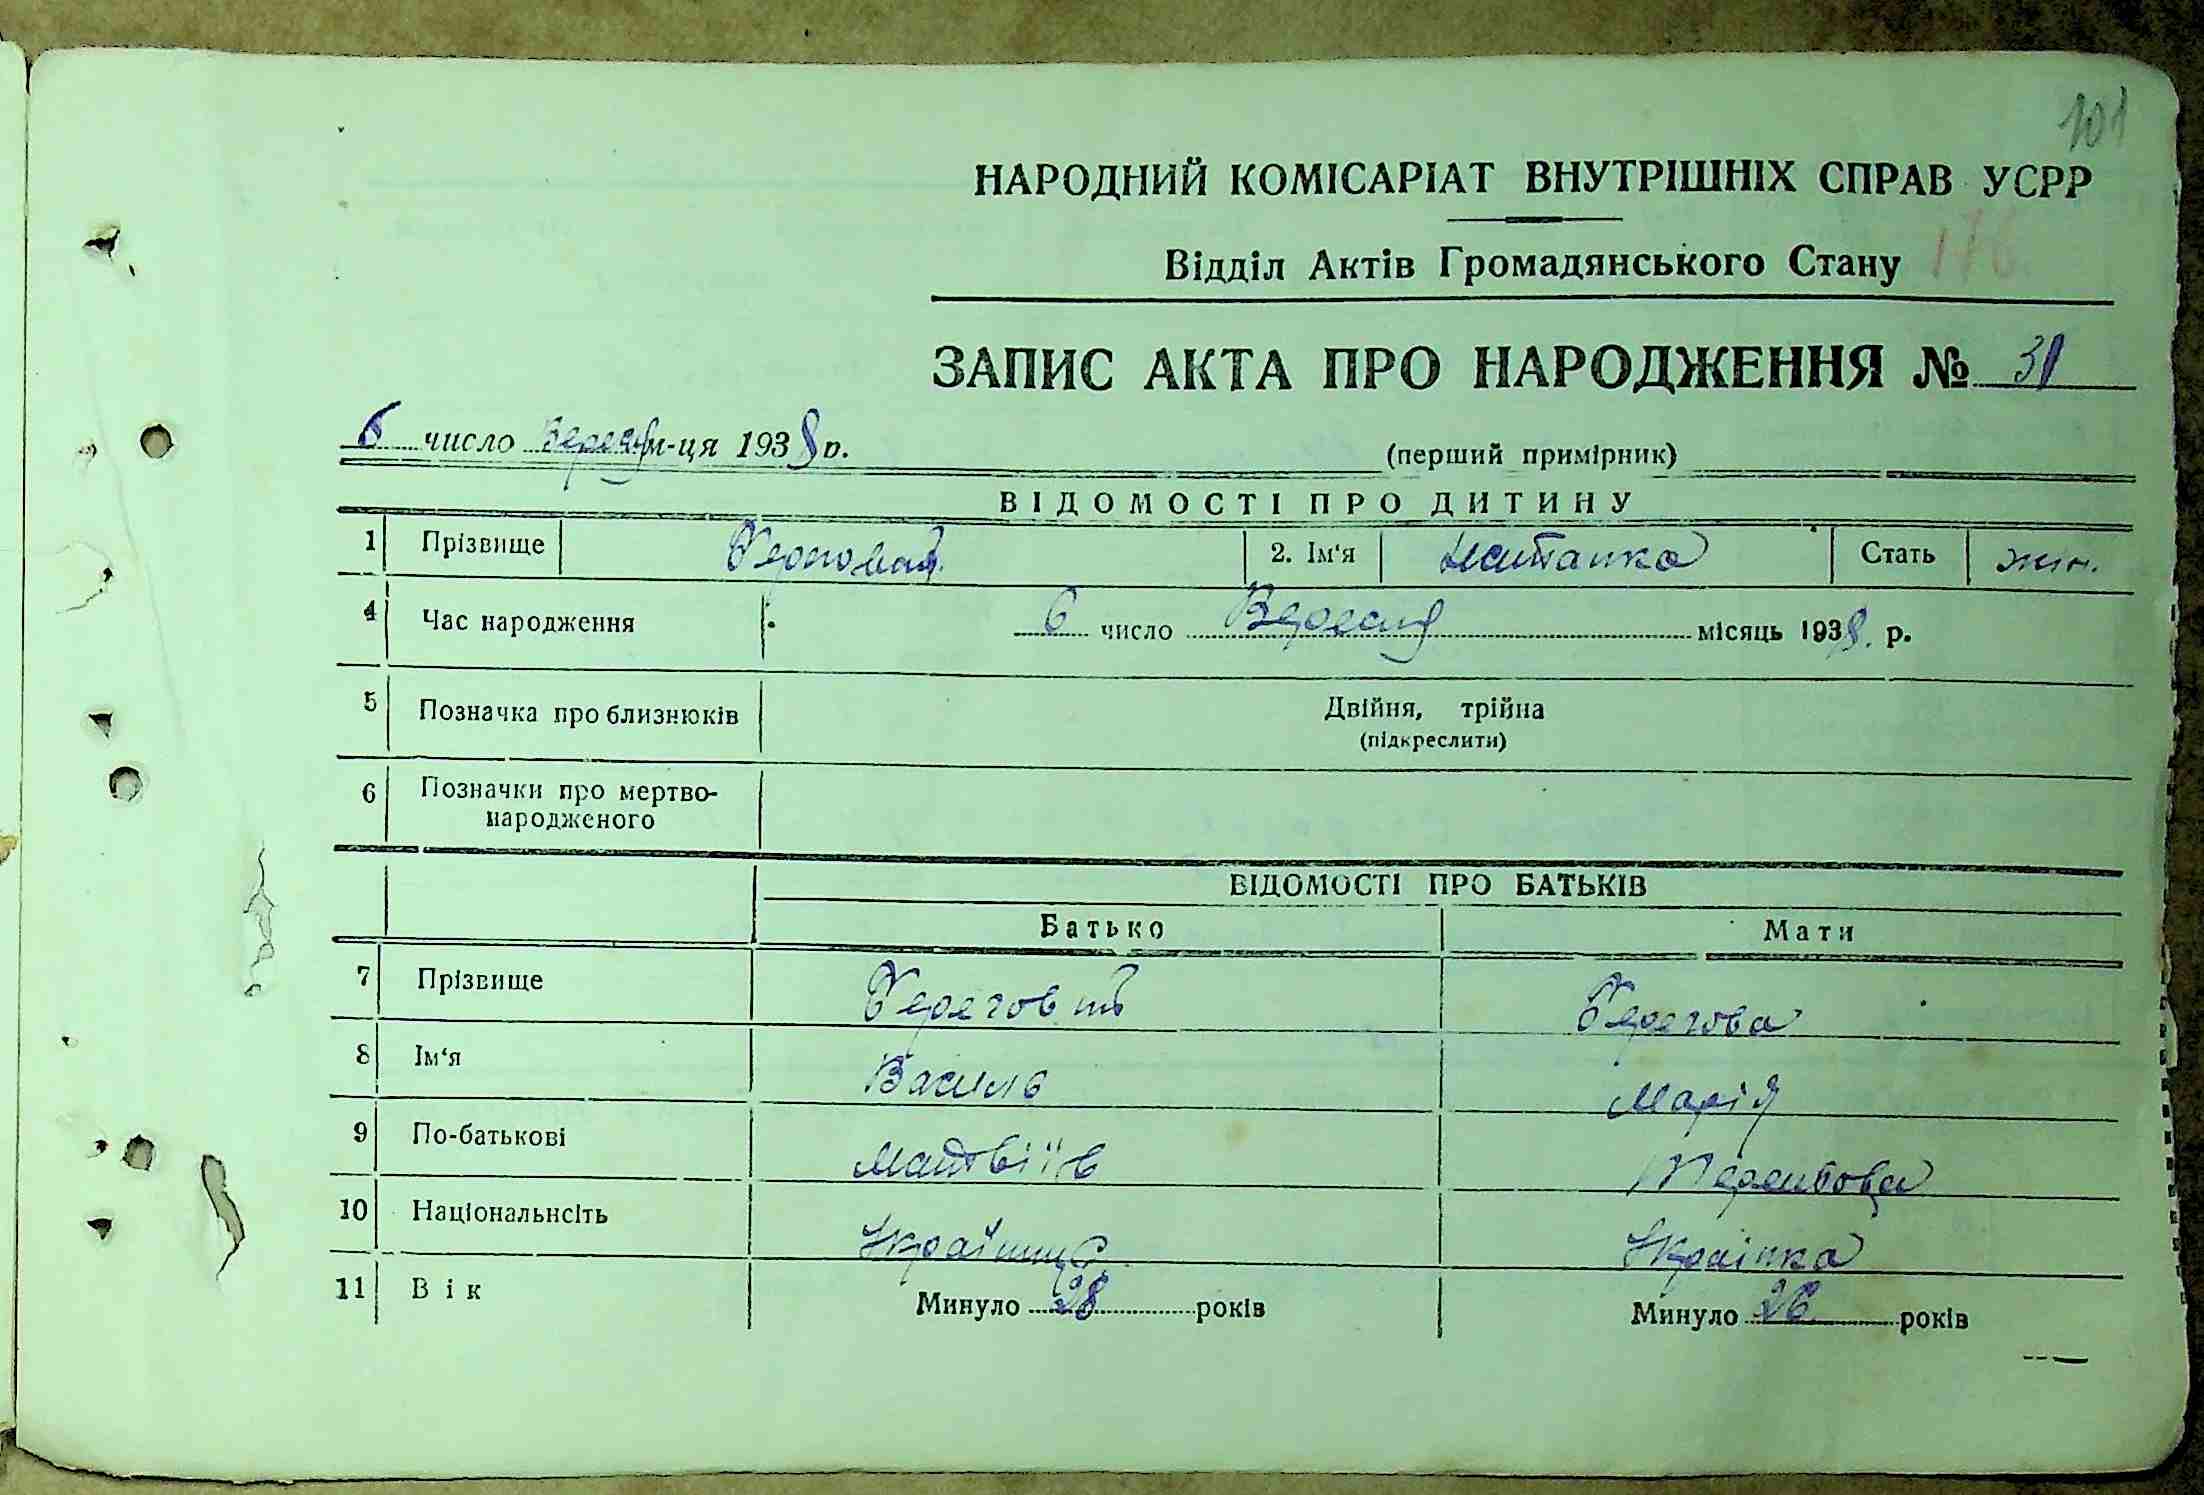 101
НАРОДНИЙ КОМІСАРІАТ ВНУТРІШНІХ СПРАВ УСРР
Відділ Актів Громадянського Стану 176
ЗАПИС АКТА ПРО НАРОДЖЕННЯ № 31
6 число Вересня м-ця 1938 р.
(перший примірник)
ВІДОМОСТІ ПРО ДИТИНУ
1 Прізвище 2. Ім'я Стать жін.
4 Час народження 6 число Вересня місяць 1938. р.
5 Позначка про близнюків Двійня, трійна
(підкреслити)
6 Позначки про мертво-
народженого
ВІДОМОСТІ ПРО БАТЬКІВ
Батько Мати
7 Прізвище Берегова
8 Ім'я Василь Марія
9 По-батькові Матвіїв
10 Національнсіть Українець Українка
11 Вік Минуло 28 років Минуло 26 років